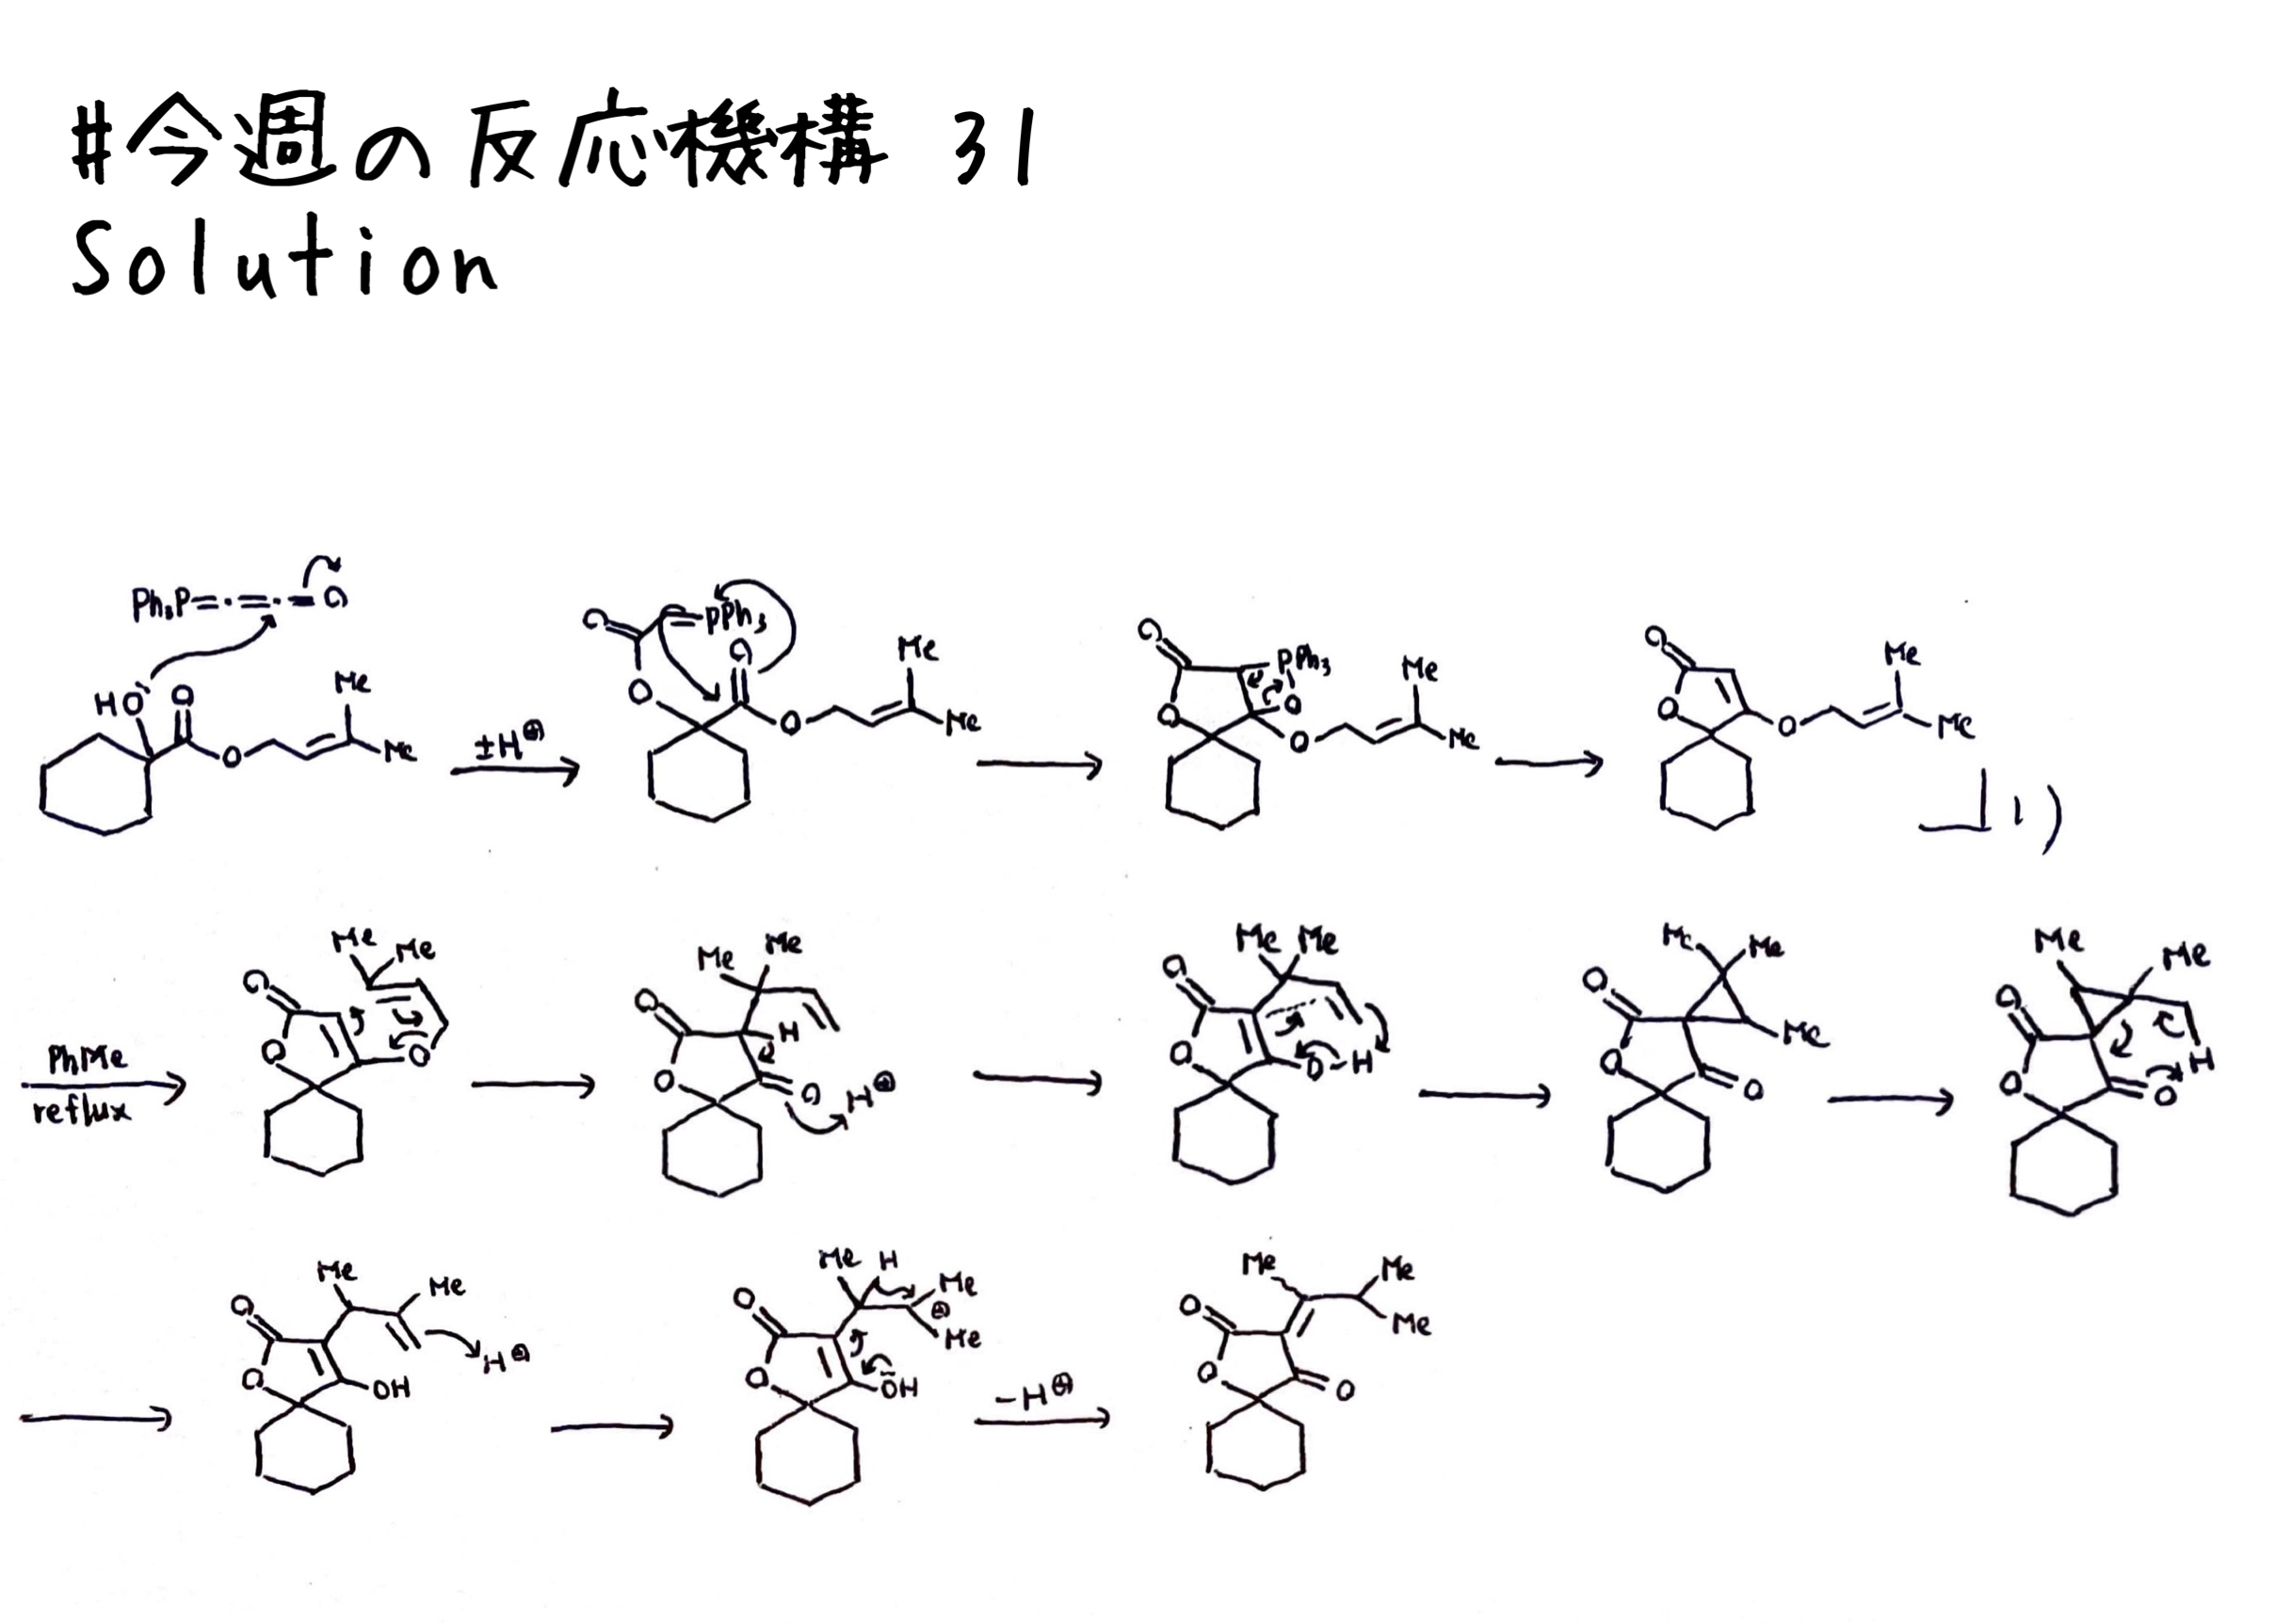 #今週の反応機構 31
Solution
Ph₃P=·=·=O
HO O O Me Me
±H⊕
O O PPh₃ O O Me Me
O O PPh₃ O O Me Me
O O O Me Me
1)
PhMe
reflux
O O O Me Me
O O Me Me H O H⊕
O O Me Me O-H
O O Me Me Me O
O O Me Me H O
O O Me Me OH H⊕
O O Me H Me ⊕ Me OH
-H⊕
O O Me Me Me O